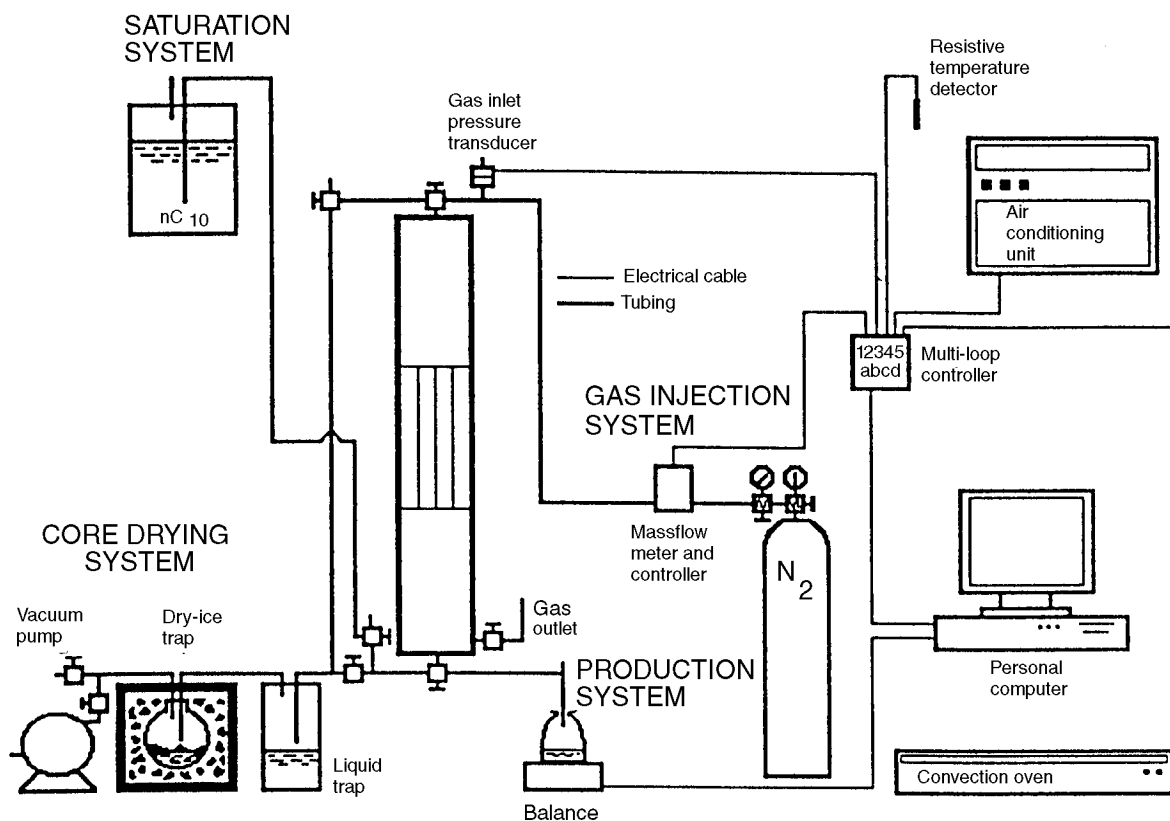 SATURATION
SYSTEM
nC 10
Gas inlet
pressure
transducer
Resistive
temperature
detector
Air
conditioning
unit
Electrical cable
Tubing
12345
abcd
Multi-loop
controller
GAS INJECTION
SYSTEM
Massflow
meter and
controller
N2
CORE DRYING
SYSTEM
Vacuum
pump
Dry-ice
trap
Liquid
trap
Gas
outlet
PRODUCTION
SYSTEM
Balance
Personal
computer
Convection oven